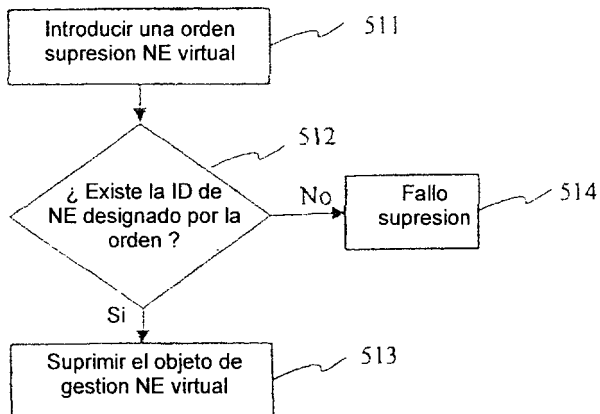 Introducir una orden
supresion NE virtual
511
512
¿ Existe la ID de
NE designado por la
orden ?
No
Fallo
supresion
514
Si
Suprimir el objeto de
gestion NE virtual
513